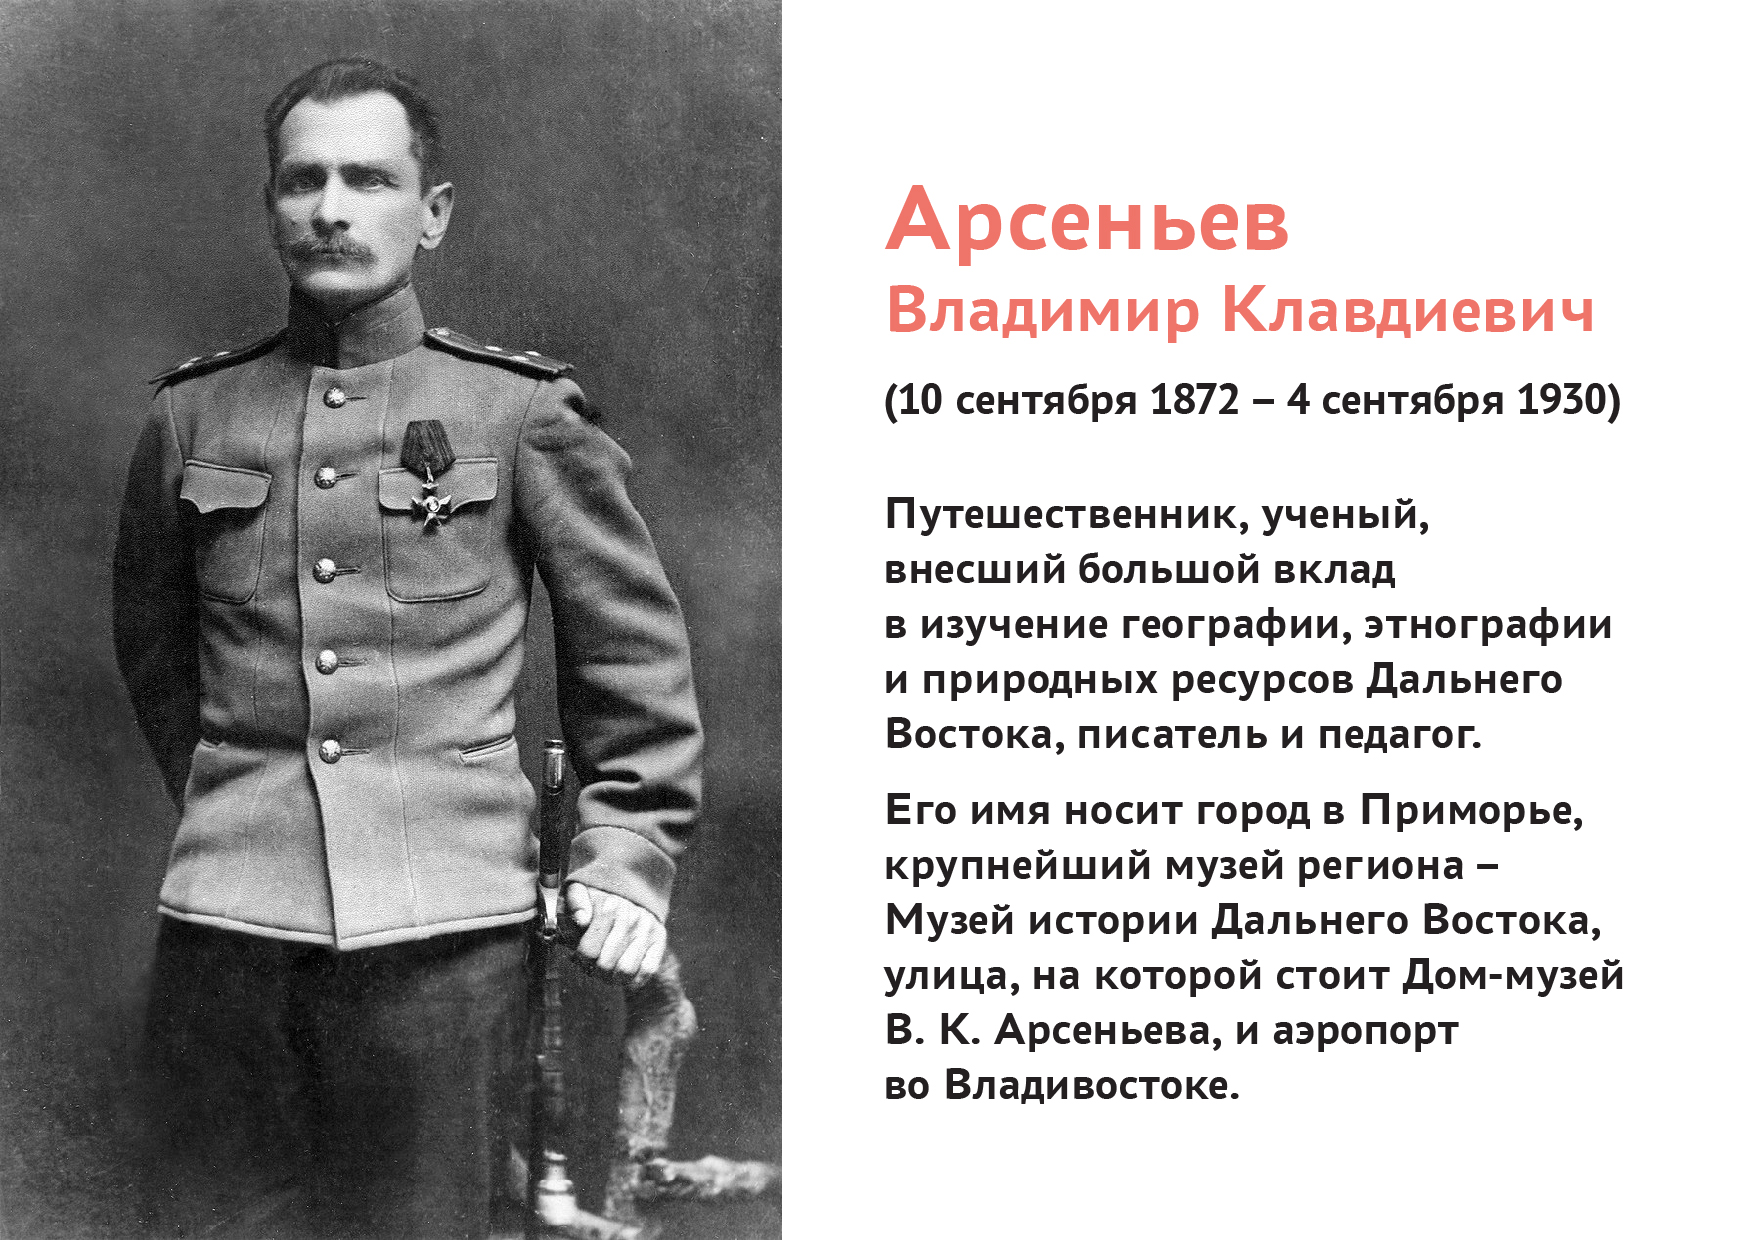 Арсеньев
Владимир Клавдиевич
(10 сентября 1872 – 4 сентября 1930)
Путешественник, ученый,
внесший большой вклад
в изучение географии, этнографии
и природных ресурсов Дальнего
Востока, писатель и педагог.
Его имя носит город в Приморье,
крупнейший музей региона –
Музей истории Дальнего Востока,
улица, на которой стоит Дом-музей
В. К. Арсеньева, и аэропорт
во Владивостоке.